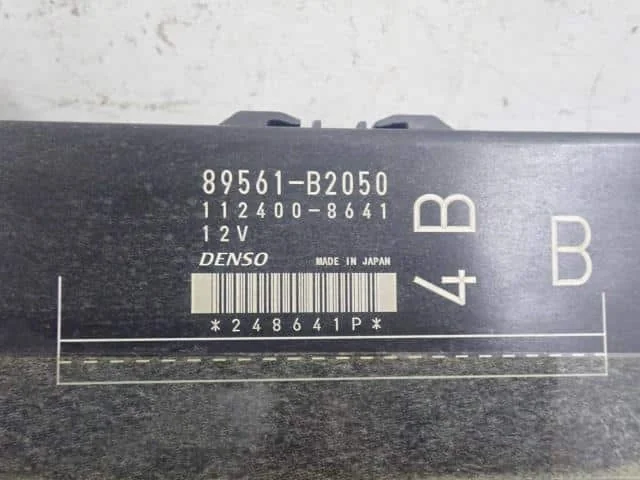 89561-B2050
112400-8641
12V
DENSO MADE IN JAPAN
*248641P*
4B
B